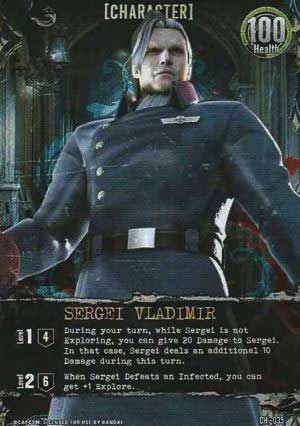 [CHARACTER]
100
Health
SERGEI VLADIMIR
Level 1 4
During your turn, while Sergei is not
Exploring, you can give 20 Damage to Sergei.
In that case, Sergei deals an additional 10
Damage during this turn.
Level 2 6
When Sergei Defeats an Infected, you can
get +1 Explore.
©CAPCOM. LICENSED FOR USE BY BANDAI
CH-035